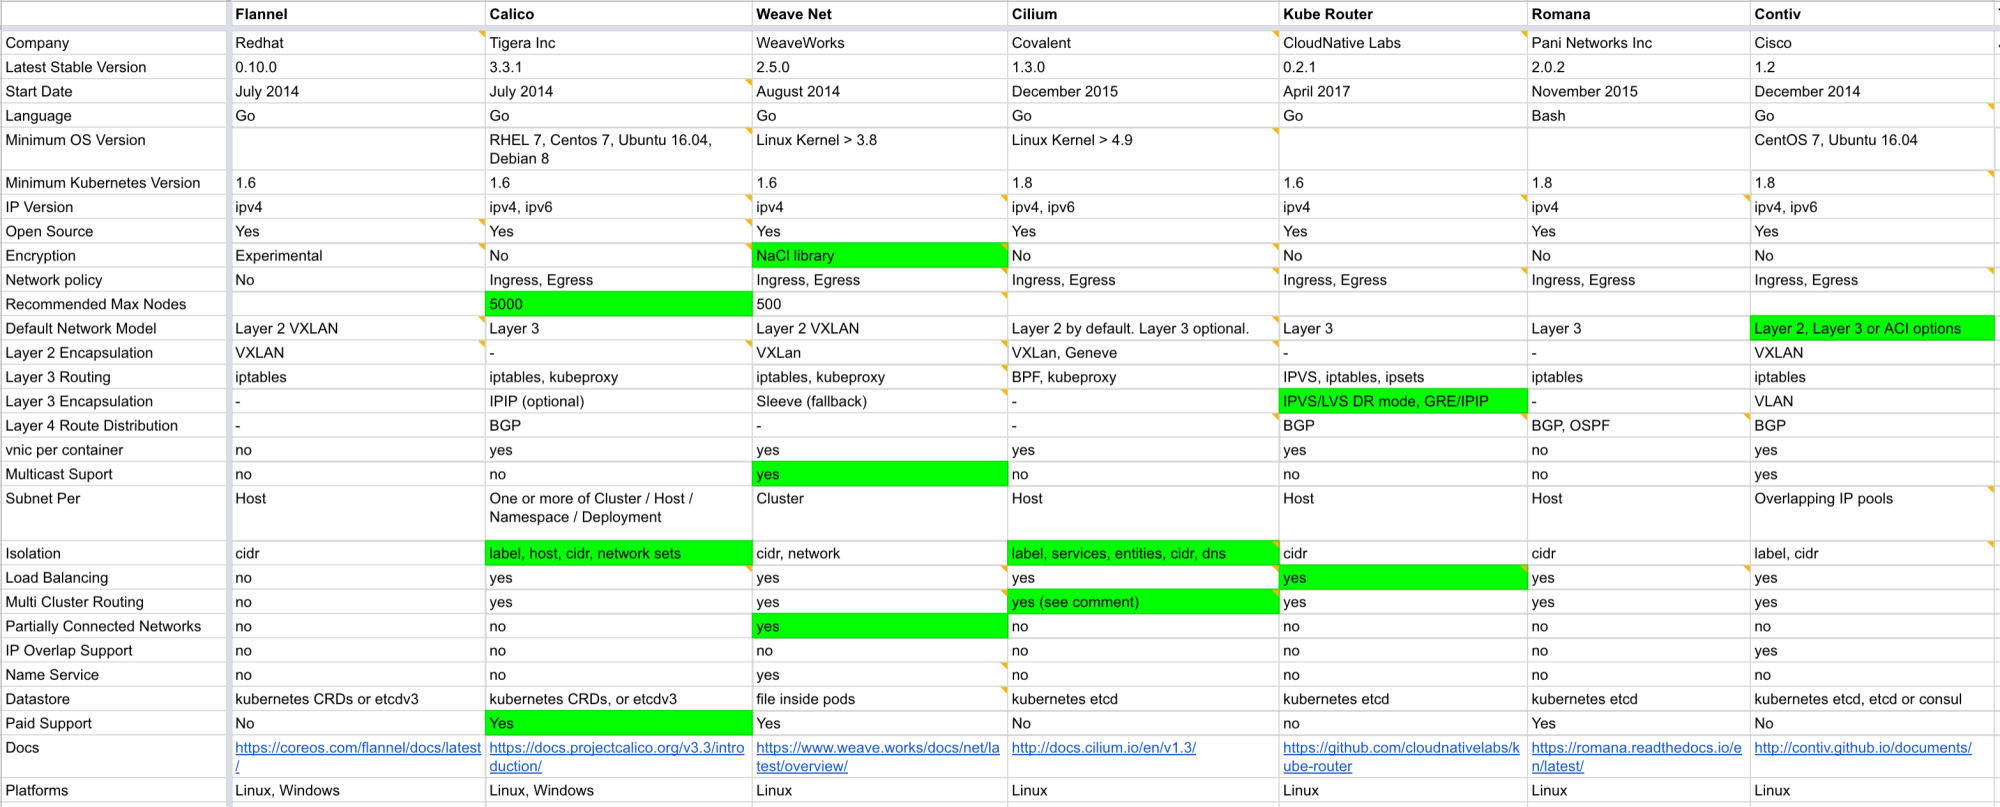 Flannel Calico Weave Net Cilium Kube Router Romana Contiv
Company Redhat Tigera Inc WeaveWorks Covalent CloudNative Labs Pani Networks Inc Cisco
Latest Stable Version 0.10.0 3.3.1 2.5.0 1.3.0 0.2.1 2.0.2 1.2
Start Date July 2014 July 2014 August 2014 December 2015 April 2017 November 2015 December 2014
Language Go Go Go Go Go Bash Go
Minimum OS Version RHEL 7, Centos 7, Ubuntu 16.04, Linux Kernel > 3.8 Linux Kernel > 4.9 CentOS 7, Ubuntu 16.04
Debian 8
Minimum Kubernetes Version 1.6 1.6 1.6 1.8 1.6 1.8 1.8
IP Version ipv4 ipv4, ipv6 ipv4 ipv4, ipv6 ipv4 ipv4 ipv4, ipv6
Open Source Yes Yes Yes Yes Yes Yes Yes
Encryption Experimental No NaCl library No No No No
Network policy No Ingress, Egress Ingress, Egress Ingress, Egress Ingress, Egress Ingress, Egress Ingress, Egress
Recommended Max Nodes 5000 500
Default Network Model Layer 2 VXLAN Layer 3 Layer 2 VXLAN Layer 2 by default. Layer 3 optional. Layer 3 Layer 3 Layer 2, Layer 3 or ACI options
Layer 2 Encapsulation VXLAN - VXLan VXLan, Geneve - - VXLAN
Layer 3 Routing iptables iptables, kubeproxy iptables, kubeproxy BPF, kubeproxy IPVS, iptables, ipsets iptables iptables
Layer 3 Encapsulation - IPIP (optional) Sleeve (fallback) - IPVS/LVS DR mode, GRE/IPIP - VLAN
Layer 4 Route Distribution - BGP - - BGP BGP, OSPF BGP
vnic per container no yes yes yes yes no yes
Multicast Suport no no yes no no no yes
Subnet Per Host One or more of Cluster / Host / Cluster Host Host Host Overlapping IP pools
Namespace / Deployment
Isolation cidr label, host, cidr, network sets cidr, network label, services, entities, cidr, dns cidr cidr label, cidr
Load Balancing no yes yes yes yes yes yes
Multi Cluster Routing no yes yes yes (see comment) yes yes yes
Partially Connected Networks no no yes no no no no
IP Overlap Support no no no no no no yes
Name Service no no yes no no no no
Datastore kubernetes CRDs or etcdv3 kubernetes CRDs, or etcdv3 file inside pods kubernetes etcd kubernetes etcd kubernetes etcd kubernetes etcd, etcd or consul
Paid Support No Yes Yes No no Yes No
Docs https://coreos.com/flannel/docs/latest https://docs.projectcalico.org/v3.3/intro https://www.weave.works/docs/net/la http://docs.cilium.io/en/v1.3/ https://github.com/cloudnativelabs/k https://romana.readthedocs.io/e http://contiv.github.io/documents/
/ duction/ test/overview/ ube-router n/latest/
Platforms Linux, Windows Linux, Windows Linux Linux Linux Linux Linux